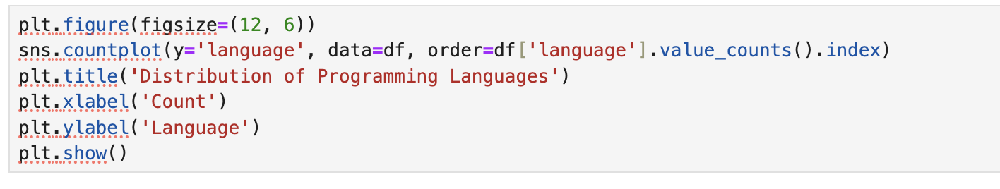 plt.figure(figsize=(12, 6))
sns.countplot(y='language', data=df, order=df['language'].value_counts().index)
plt.title('Distribution of Programming Languages')
plt.xlabel('Count')
plt.ylabel('Language')
plt.show()